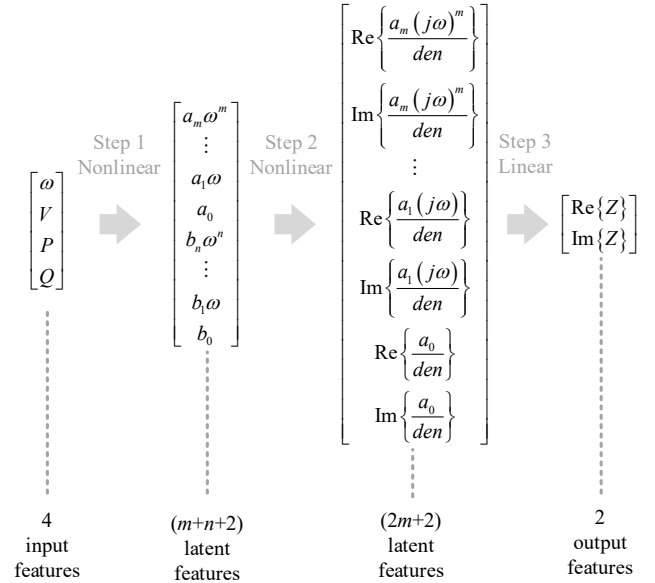 ω
V
P
Q
Step 1
Nonlinear
a_m ω^m
⋮
a_1 ω
a_0
b_n ω^n
⋮
b_1 ω
b_0
Step 2
Nonlinear
Re{a_m (jω)^m / den}
Im{a_m (jω)^m / den}
⋮
Re{a_1 (jω) / den}
Im{a_1 (jω) / den}
Re{a_0 / den}
Im{a_0 / den}
Step 3
Linear
Re{Z}
Im{Z}
4
input
features
(m+n+2)
latent
features
(2m+2)
latent
features
2
output
features